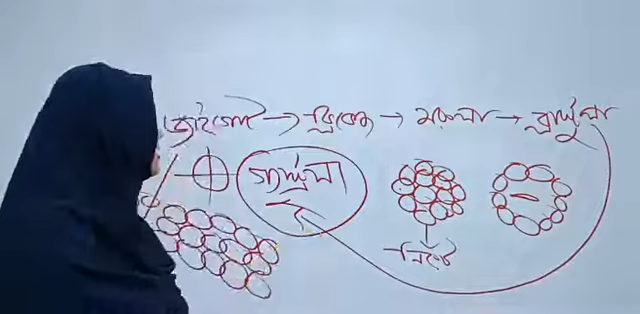 জাইগোট → ক্লিভেজ → মরুলা → ব্লাস্টুলা
গ্যাস্ট্রুলা
নিরেট